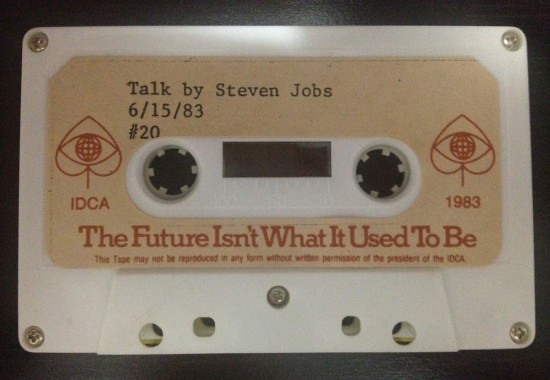 Talk by Steven Jobs
6/15/83
#20
IDCA
1983
The Future Isn't What It Used To Be
This Tape may not be reproduced in any form without written permission of the president of the IDCA.